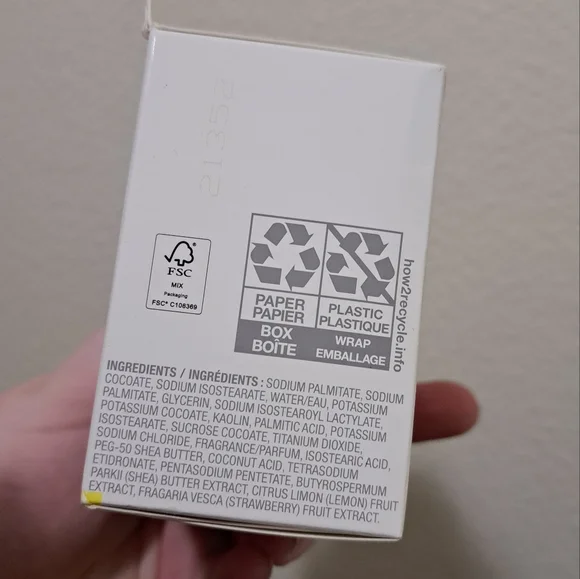 21352
FSC
MIX
Packaging
FSC® C108369
PAPER
PAPIER
BOX
BOÎTE
PLASTIC
PLASTIQUE
WRAP
EMBALLAGE
how2recycle.info
INGREDIENTS / INGRÉDIENTS : SODIUM PALMITATE, SODIUM
COCOATE, SODIUM ISOSTEARATE, WATER/EAU, POTASSIUM
PALMITATE, GLYCERIN, SODIUM ISOSTEAROYL LACTYLATE,
POTASSIUM COCOATE, KAOLIN, PALMITIC ACID, POTASSIUM
ISOSTEARATE, SUCROSE COCOATE, TITANIUM DIOXIDE,
SODIUM CHLORIDE, FRAGRANCE/PARFUM, ISOSTEARIC ACID,
PEG-50 SHEA BUTTER, COCONUT ACID, TETRASODIUM
ETIDRONATE, PENTASODIUM PENTETATE, BUTYROSPERMUM
PARKII (SHEA) BUTTER EXTRACT, CITRUS LIMON (LEMON) FRUIT
EXTRACT, FRAGARIA VESCA (STRAWBERRY) FRUIT EXTRACT.